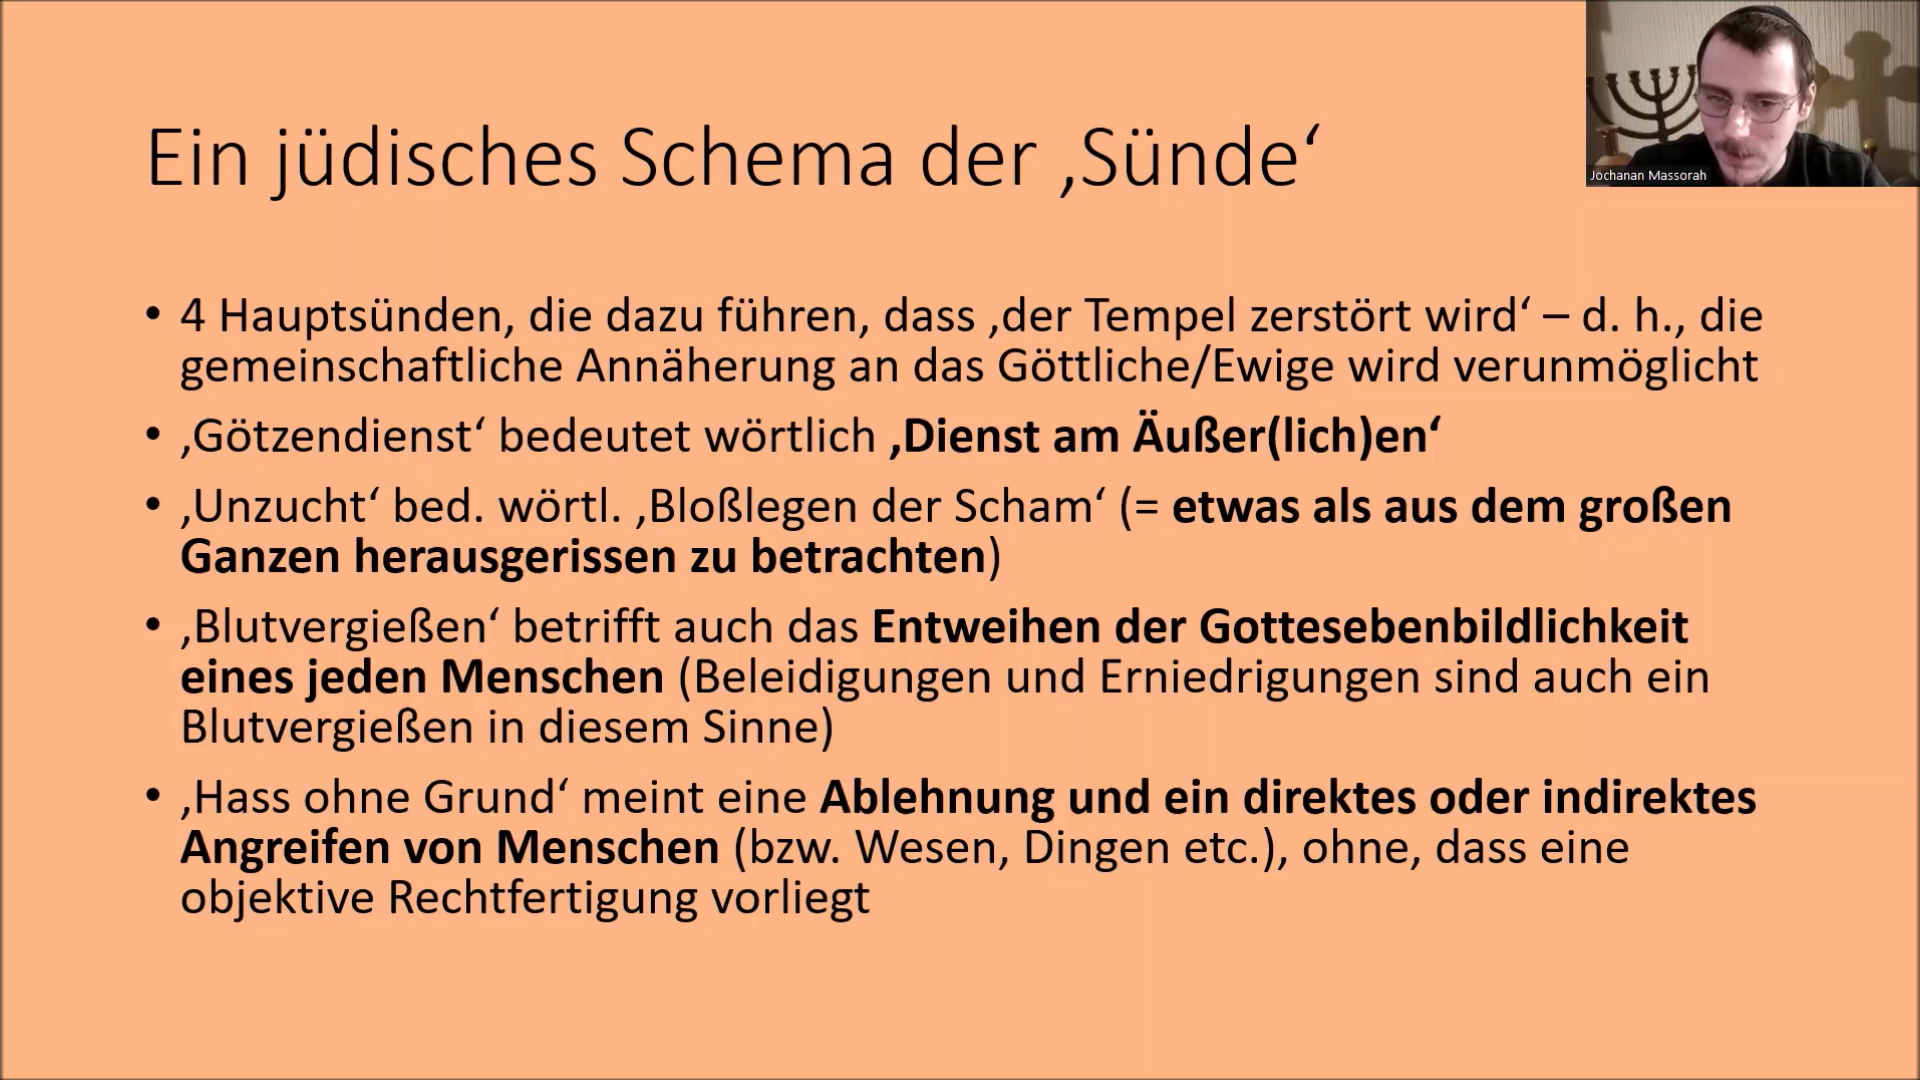 Ein jüdisches Schema der ‚Sünde‘
Jochanan Massorah
• 4 Hauptsünden, die dazu führen, dass ‚der Tempel zerstört wird‘ – d. h., die
gemeinschaftliche Annäherung an das Göttliche/Ewige wird verunmöglicht
• ‚Götzendienst‘ bedeutet wörtlich ‚Dienst am Äußer(lich)en‘
• ‚Unzucht‘ bed. wörtl. ‚Bloßlegen der Scham‘ (= etwas als aus dem großen
Ganzen herausgerissen zu betrachten)
• ‚Blutvergießen‘ betrifft auch das Entweihen der Gottesebenbildlichkeit
eines jeden Menschen (Beleidigungen und Erniedrigungen sind auch ein
Blutvergießen in diesem Sinne)
• ‚Hass ohne Grund‘ meint eine Ablehnung und ein direktes oder indirektes
Angreifen von Menschen (bzw. Wesen, Dingen etc.), ohne, dass eine
objektive Rechtfertigung vorliegt